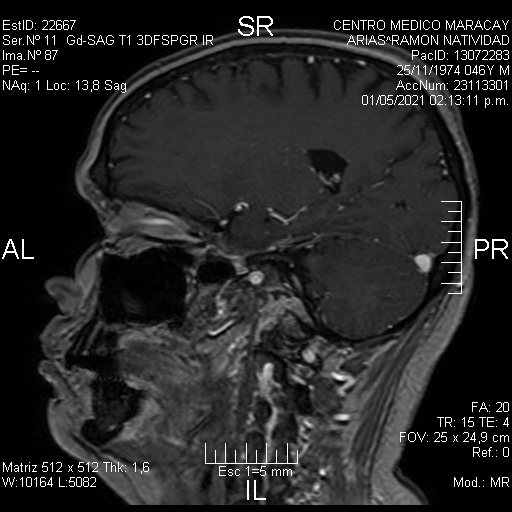 EstID: 22667
Ser.Nº 11 Gd-SAG T1 3DFSPGR IR
Ima.Nº 87
PE= --
NAq: 1 Loc: 13,8 Sag
SR
CENTRO MEDICO MARACAY
ARIAS^RAMON NATIVIDAD
PacID: 13072283
25/11/1974 046Y M
AccNum: 23113301
01/05/2021 02:13:11 p.m.
AL
PR
Matriz 512 x 512 Thk: 1,6
W:10164 L:5082
Esc 1=5 mm
IL
FA: 20
TR: 15 TE: 4
FOV: 25 x 24,9 cm
Ref.: 0
Mod.: MR